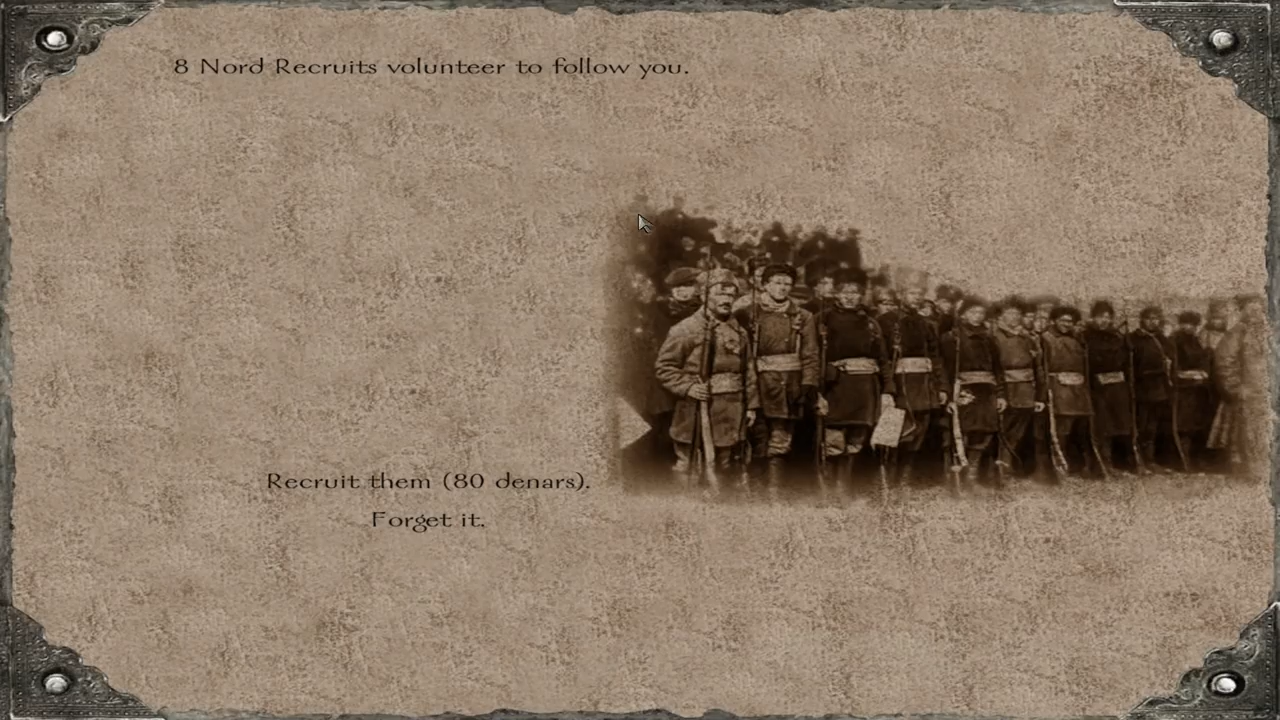 8 Nord Recruits volunteer to follow you.
Recruit them (80 denars).
Forget it.